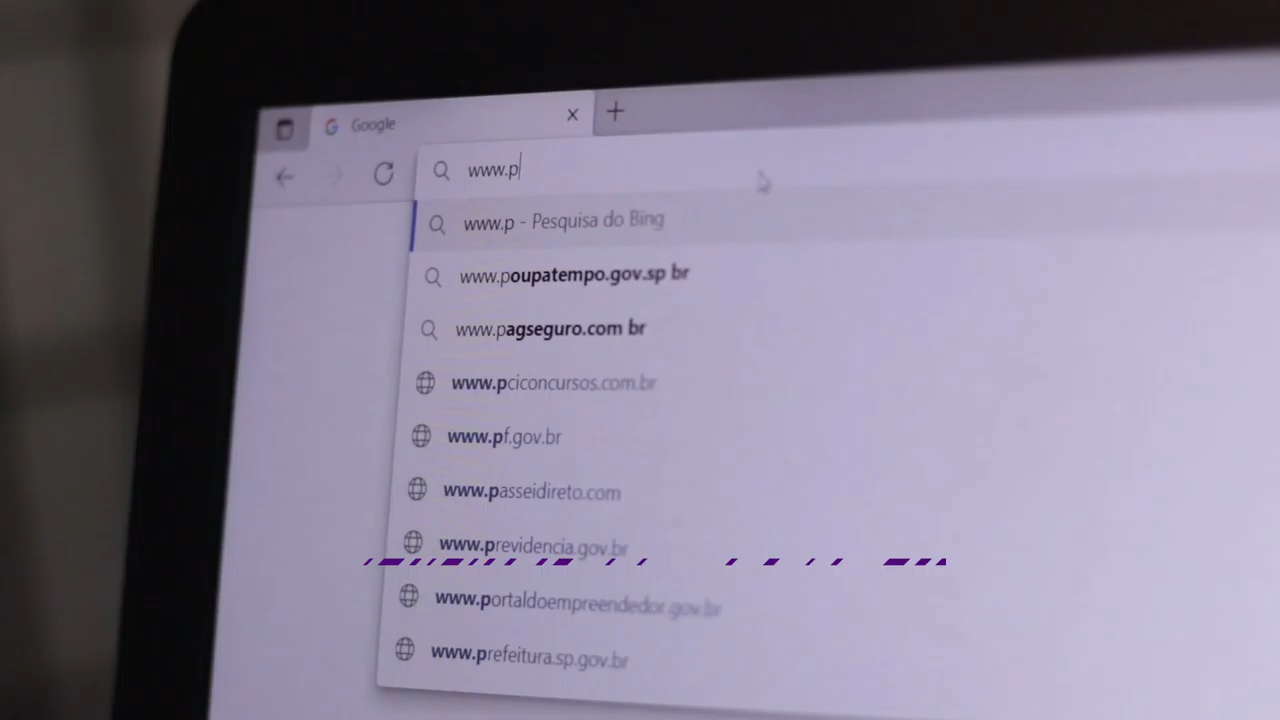 Google
www.p
www.p - Pesquisa do Bing
www.poupatempo.gov.sp br
www.pagseguro.com br
www.pciconcursos.com.br
www.pf.gov.br
www.passeidireto.com
www.previdencia.gov.br
www.portaldoempreendedor.gov.br
www.prefeitura.sp.gov.br